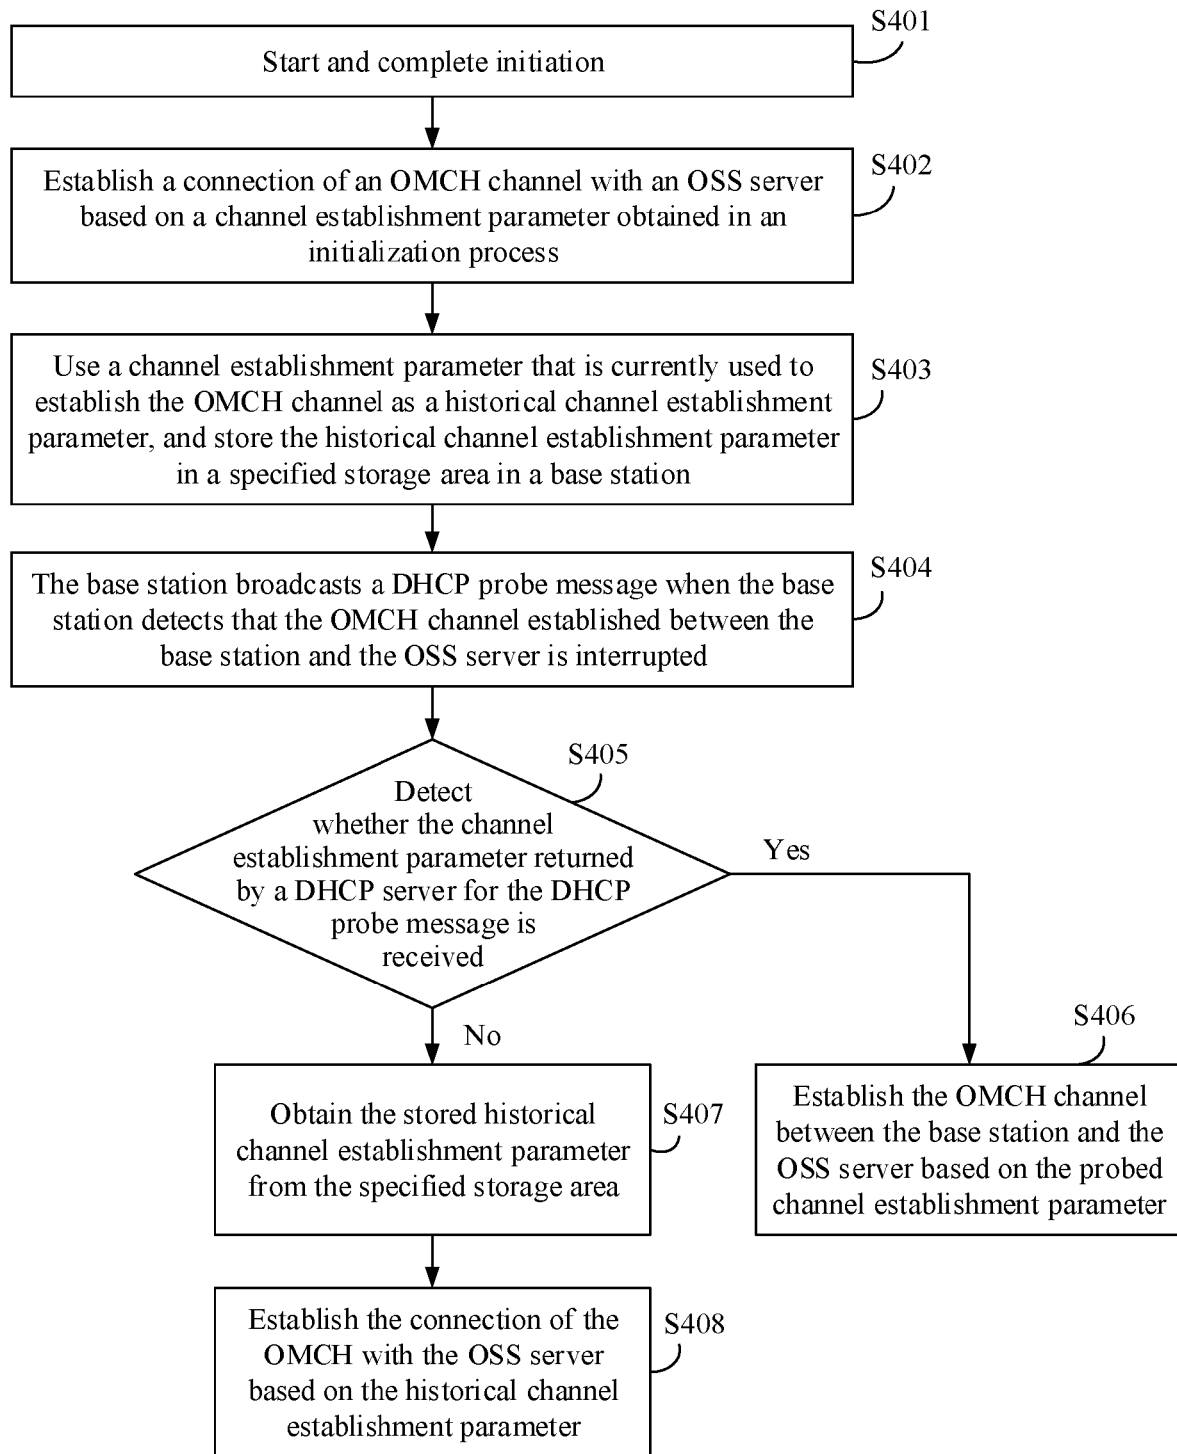 S401
Start and complete initiation
S402
Establish a connection of an OMCH channel with an OSS server
based on a channel establishment parameter obtained in an
initialization process
S403
Use a channel establishment parameter that is currently used to
establish the OMCH channel as a historical channel establishment
parameter, and store the historical channel establishment parameter
in a specified storage area in a base station
S404
The base station broadcasts a DHCP probe message when the base
station detects that the OMCH channel established between the
base station and the OSS server is interrupted
S405
Detect
whether the channel
establishment parameter returned
by a DHCP server for the DHCP
probe message is
received
Yes
No
S406
Establish the OMCH channel
between the base station and the
OSS server based on the probed
channel establishment parameter
S407
Obtain the stored historical
channel establishment parameter
from the specified storage area
S408
Establish the connection of the
OMCH with the OSS server
based on the historical channel
establishment parameter